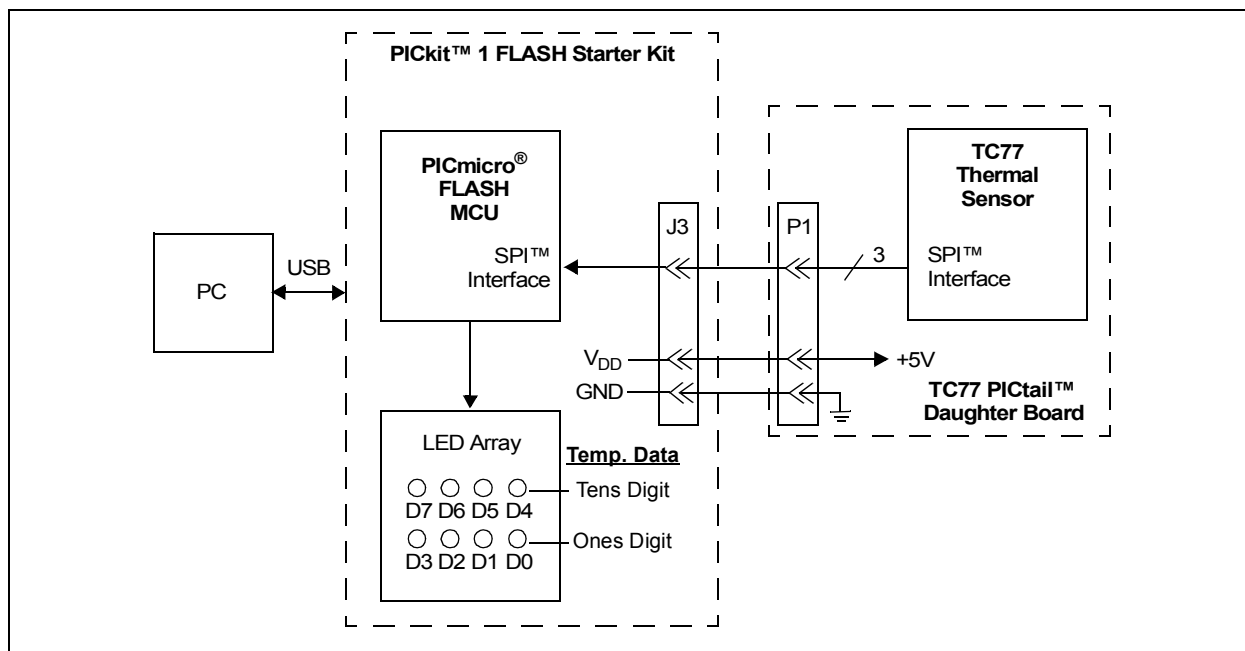 PICkit™ 1 FLASH Starter Kit
PICmicro®
FLASH
MCU
SPI™
Interface
PC
USB
J3
P1
3
TC77
Thermal
Sensor
SPI™
Interface
VDD
GND
+5V
TC77 PICtail™
Daughter Board
LED Array
Temp. Data
D7 D6 D5 D4
Tens Digit
D3 D2 D1 D0
Ones Digit